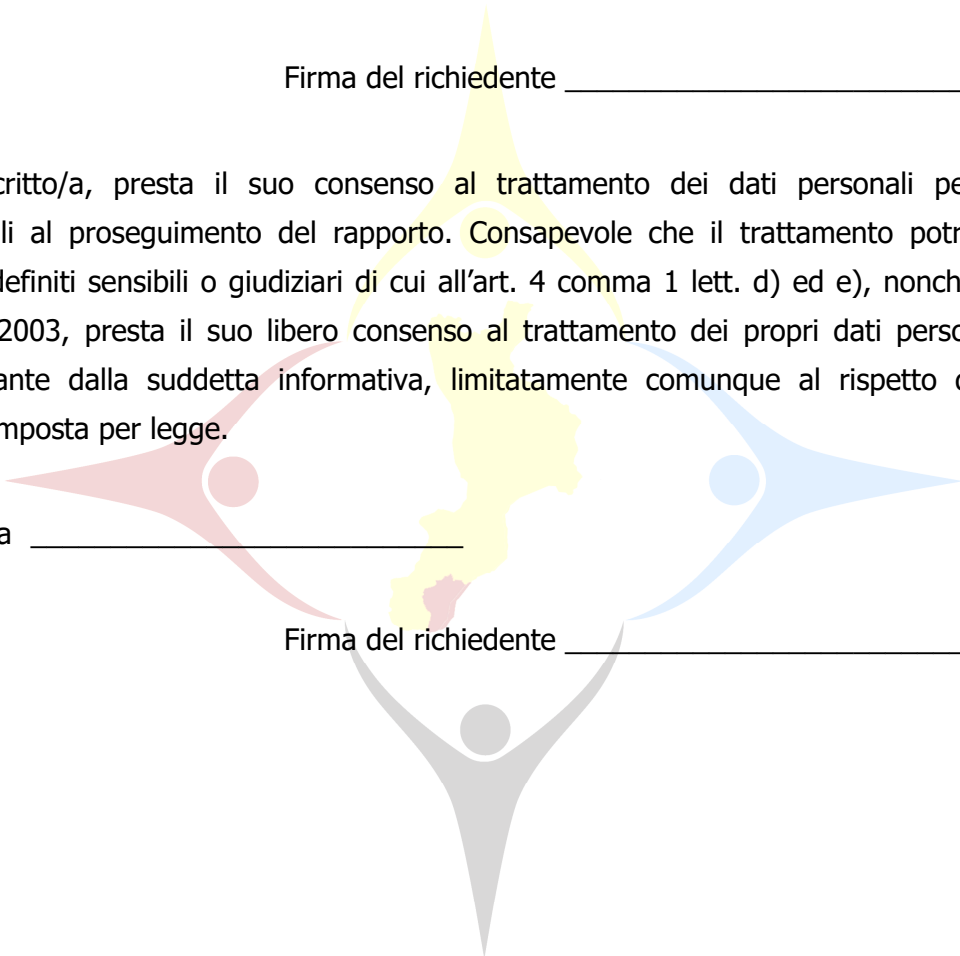 Firma del richiedente ___________________________
critto/a, presta il suo consenso al trattamento dei dati personali pe
li al proseguimento del rapporto. Consapevole che il trattamento potr
definiti sensibili o giudiziari di cui all’art. 4 comma 1 lett. d) ed e), nonch
2003, presta il suo libero consenso al trattamento dei propri dati perso
ante dalla suddetta informativa, limitatamente comunque al rispetto
mposta per legge.
a ___________________________
Firma del richiedente ___________________________